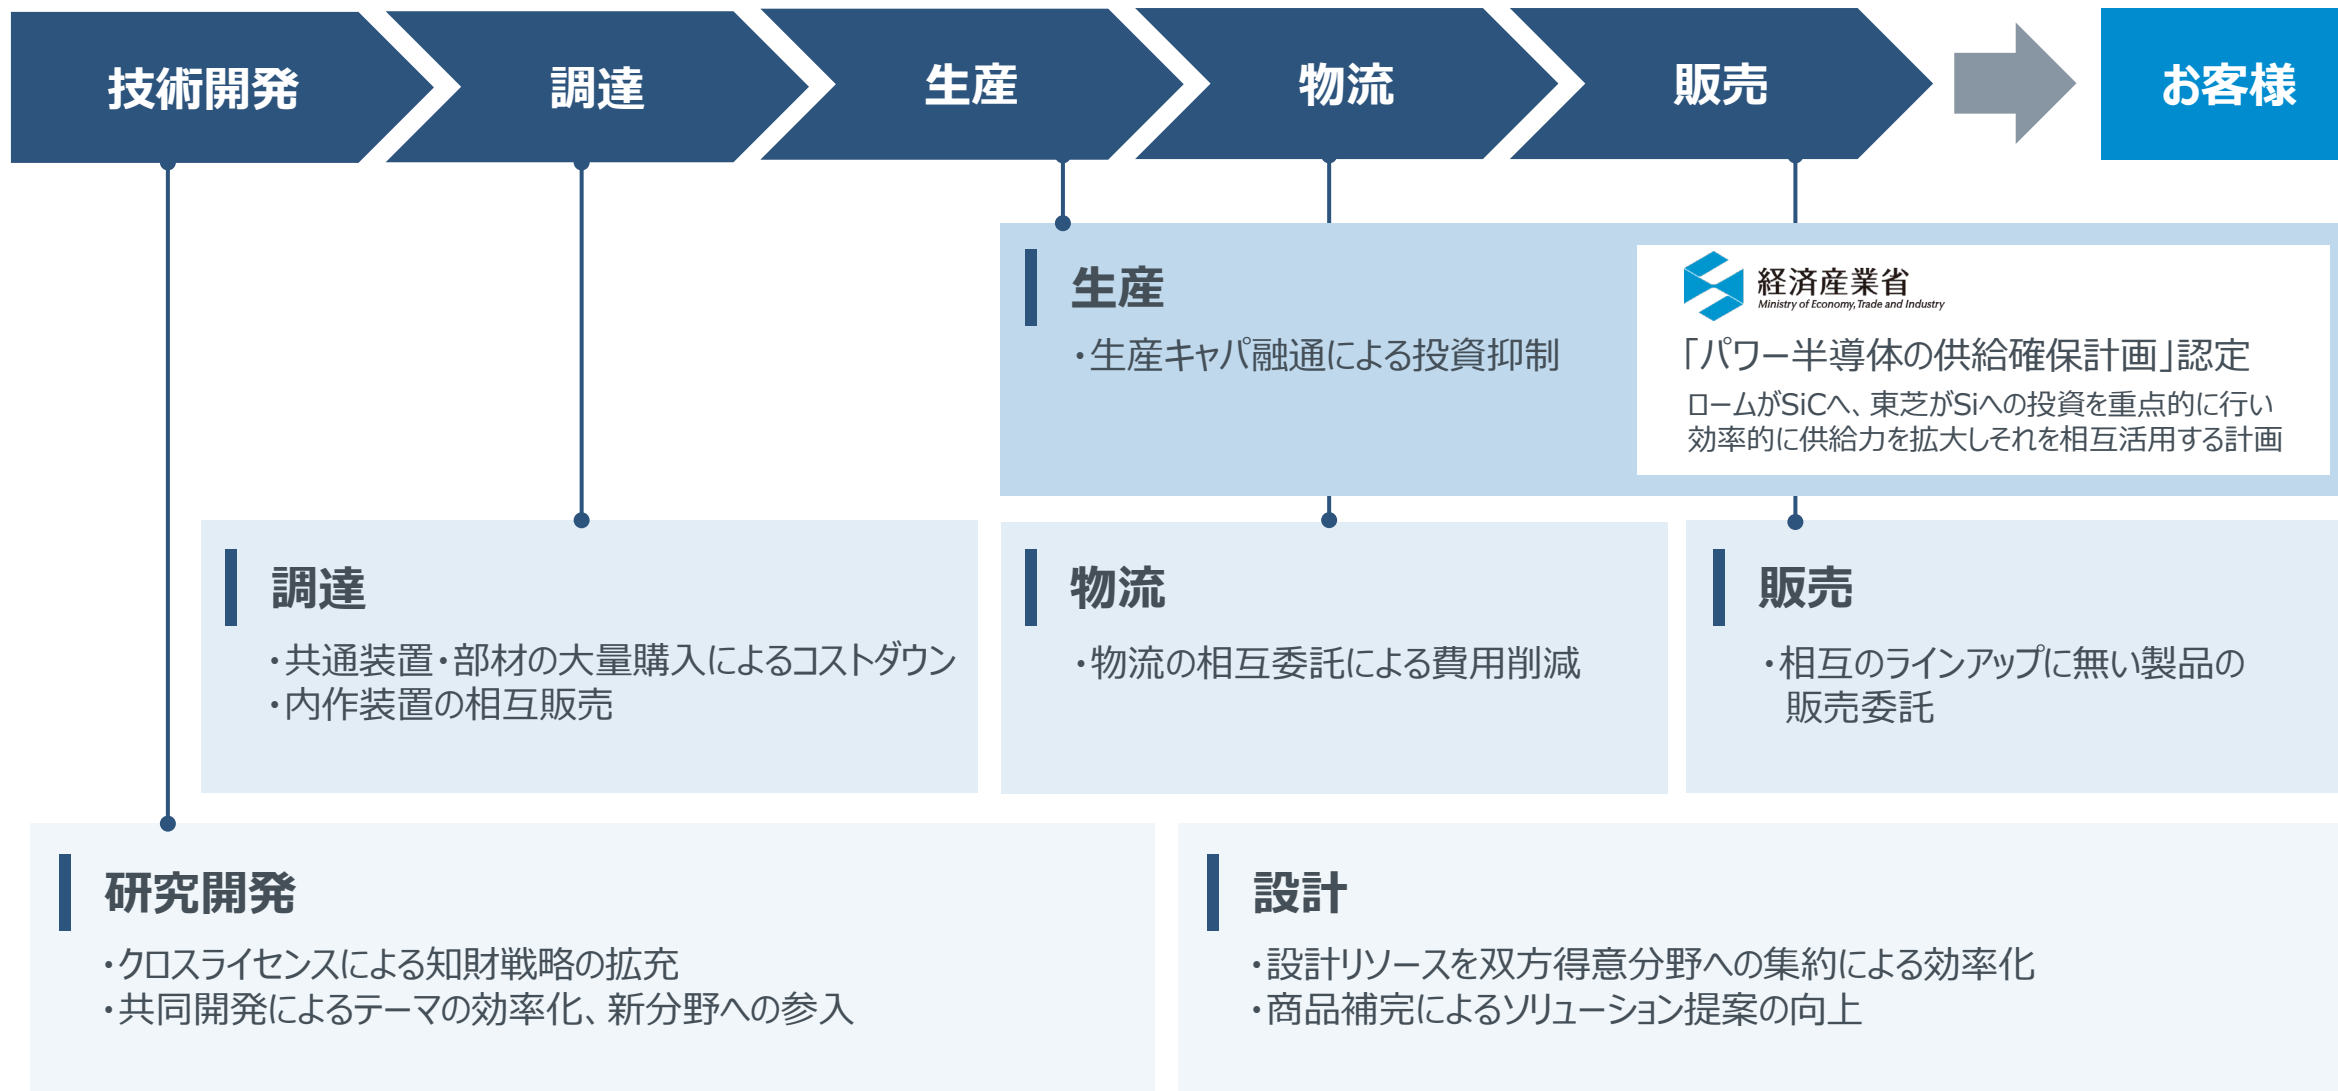 技術開発
調達
生産
物流
販売
お客様
生産
・生産キャパ融通による投資抑制
経済産業省
Ministry of Economy, Trade and Industry
「パワー半導体の供給確保計画」認定
ロームがSiCへ、東芝がSiへの投資を重点的に行い
効率的に供給力を拡大しそれを相互活用する計画
調達
・共通装置・部材の大量購入によるコストダウン
・内作装置の相互販売
物流
・物流の相互委託による費用削減
販売
・相互のラインアップに無い製品の
販売委託
研究開発
・クロスライセンスによる知財戦略の拡充
・共同開発によるテーマの効率化、新分野への参入
設計
・設計リソースを双方得意分野への集約による効率化
・商品補完によるソリューション提案の向上